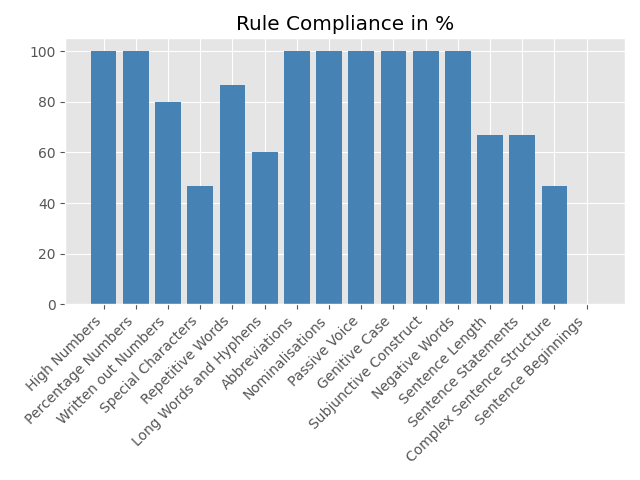 Rule Compliance in %
100
80
60
40
20
0
High Numbers
Percentage Numbers
Written out Numbers
Special Characters
Repetitive Words
Long Words and Hyphens
Abbreviations
Nominalisations
Passive Voice
Genitive Case
Subjunctive Construct
Negative Words
Sentence Length
Sentence Statements
Complex Sentence Structure
Sentence Beginnings